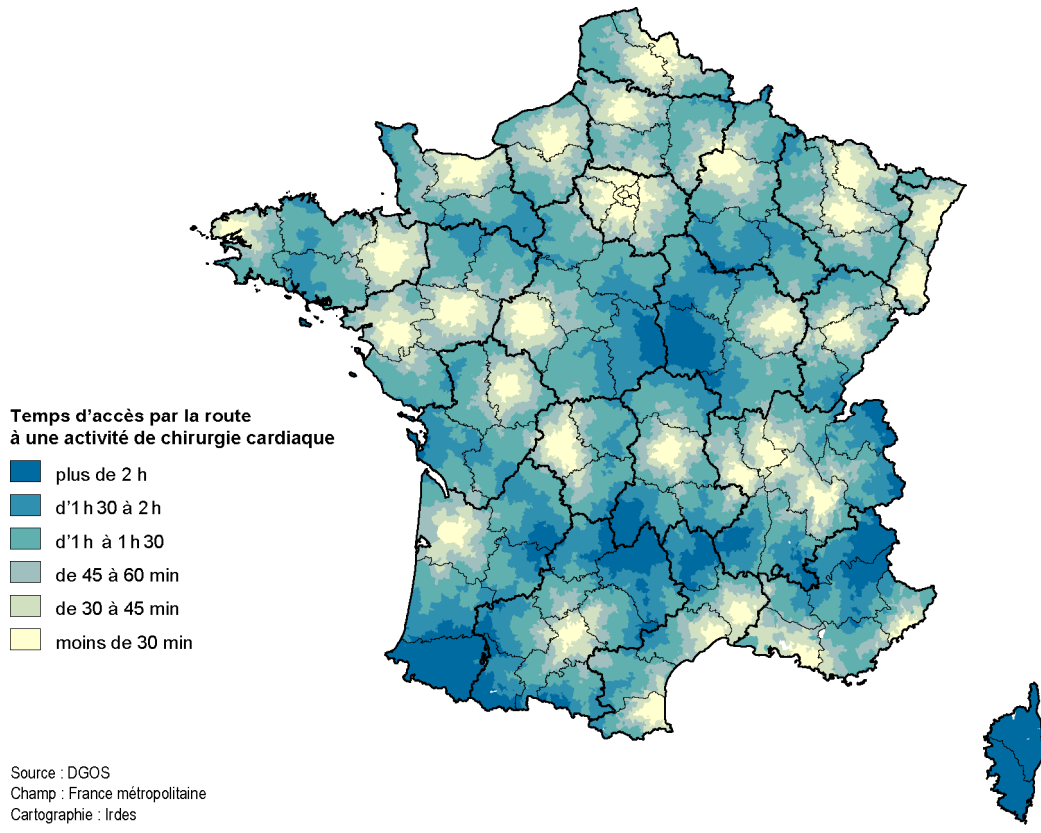 Temps d’accès par la route
à une activité de chirurgie cardiaque
plus de 2 h
d’1 h 30 à 2 h
d’1 h à 1 h 30
de 45 à 60 min
de 30 à 45 min
moins de 30 min
Source : DGOS
Champ : France métropolitaine
Cartographie : Irdes